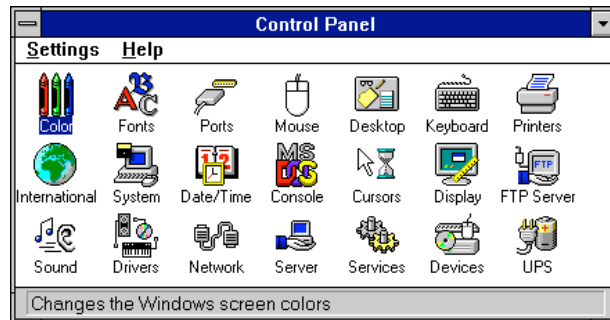 Control Panel
Settings Help
Color Fonts Ports Mouse Desktop Keyboard Printers
International System Date/Time Console Cursors Display FTP Server
Sound Drivers Network Server Services Devices UPS
Changes the Windows screen colors